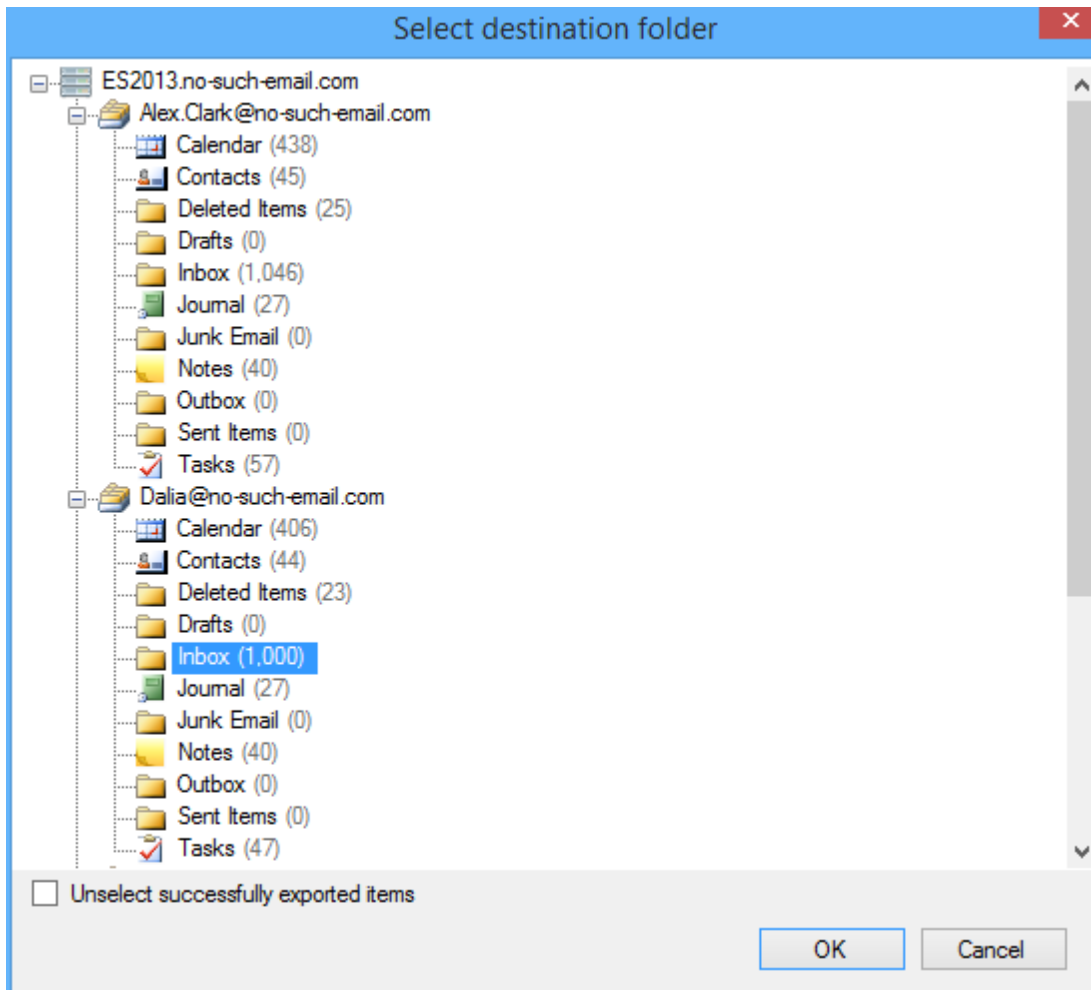 Select destination folder
ES2013.no-such-email.com
Alex.Clark@no-such-email.com
Calendar (438)
Contacts (45)
Deleted Items (25)
Drafts (0)
Inbox (1,046)
Journal (27)
Junk Email (0)
Notes (40)
Outbox (0)
Sent Items (0)
Tasks (57)
Dalia@no-such-email.com
Calendar (406)
Contacts (44)
Deleted Items (23)
Drafts (0)
Inbox (1,000)
Journal (27)
Junk Email (0)
Notes (40)
Outbox (0)
Sent Items (0)
Tasks (47)
Unselect successfully exported items
OK Cancel